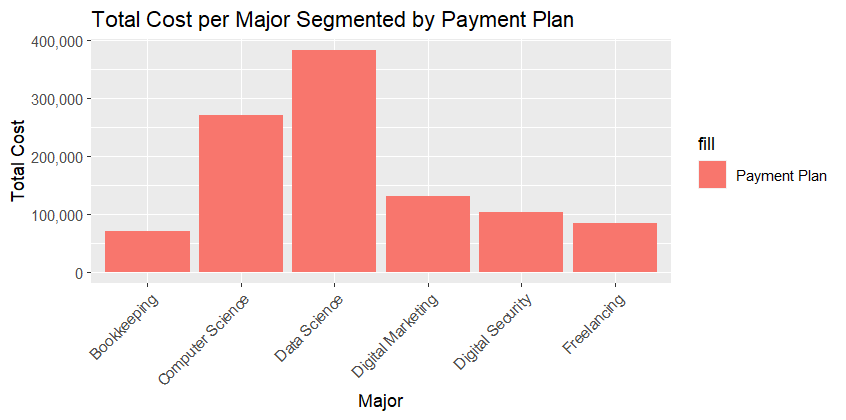 Total Cost per Major Segmented by Payment Plan
400,000
300,000
200,000
100,000
0
Total Cost
Bookkeeping
Computer Science
Data Science
Digital Marketing
Digital Security
Freelancing
Major
fill
Payment Plan